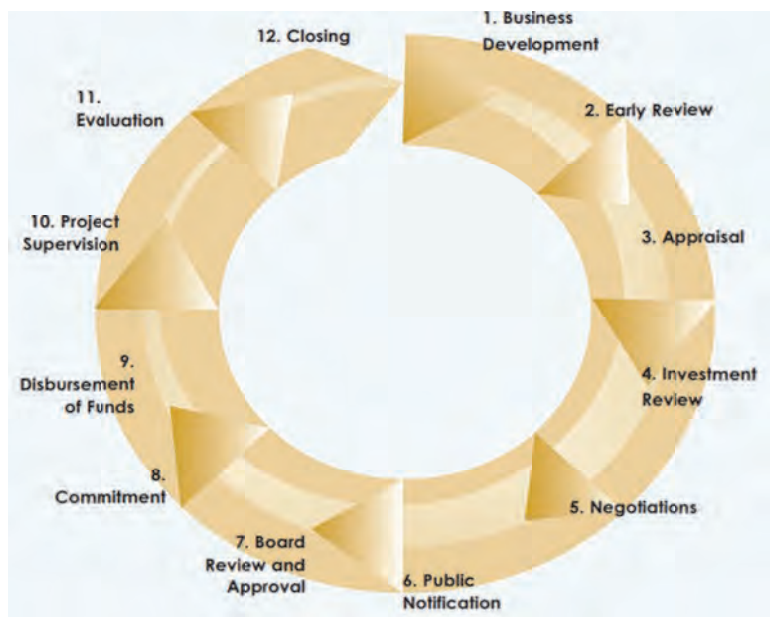 1. Business
Development
2. Early Review
3. Appraisal
4. Investment
Review
5. Negotiations
6. Public
Notification
7. Board
Review and
Approval
8.
Commitment
9.
Disbursement
of Funds
10. Project
Supervision
11.
Evaluation
12. Closing